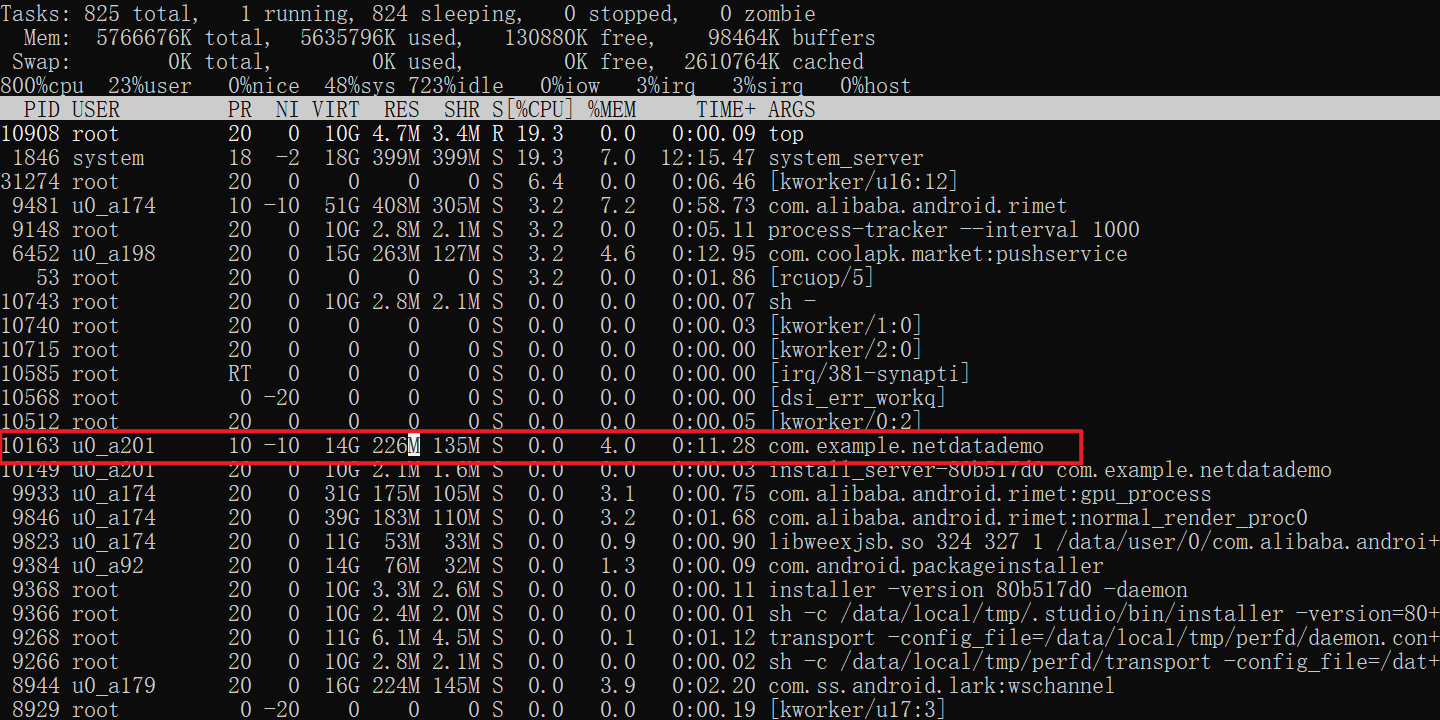 Tasks: 825 total,   1 running, 824 sleeping,   0 stopped,   0 zombie
  Mem:  5766676K total,  5635796K used,   130880K free,    98464K buffers
 Swap:        0K total,        0K used,        0K free,  2610764K cached
800%cpu  23%user   0%nice  48%sys 723%idle   0%iow   3%irq   3%sirq   0%host
  PID USER         PR  NI VIRT  RES  SHR S[%CPU] %MEM     TIME+ ARGS
10908 root         20   0  10G 4.7M 3.4M R 19.3   0.0   0:00.09 top
 1846 system       18  -2  18G 399M 399M S 19.3   7.0  12:15.47 system_server
31274 root         20   0    0    0    0 S  6.4   0.0   0:06.46 [kworker/u16:12]
 9481 u0_a174      10 -10  51G 408M 305M S  3.2   7.2   0:58.73 com.alibaba.android.rimet
 9148 root         20   0  10G 2.8M 2.1M S  3.2   0.0   0:05.11 process-tracker --interval 1000
 6452 u0_a198      20   0  15G 263M 127M S  3.2   4.6   0:12.95 com.coolapk.market:pushservice
   53 root         20   0    0    0    0 S  3.2   0.0   0:01.86 [rcuop/5]
10743 root         20   0  10G 2.8M 2.1M S  0.0   0.0   0:00.07 sh -
10740 root         20   0    0    0    0 S  0.0   0.0   0:00.03 [kworker/1:0]
10715 root         20   0    0    0    0 S  0.0   0.0   0:00.00 [kworker/2:0]
10585 root         RT   0    0    0    0 S  0.0   0.0   0:00.00 [irq/381-synapti]
10568 root          0 -20    0    0    0 S  0.0   0.0   0:00.00 [dsi_err_workq]
10512 root         20   0    0    0    0 S  0.0   0.0   0:00.05 [kworker/0:2]
10163 u0_a201      10 -10  14G 226M 135M S  0.0   4.0   0:11.28 com.example.netdatademo
10149 u0_a201      20   0  10G 2.1M 1.6M S  0.0   0.0   0:00.03 install_server-80b517d0 com.example.netdatademo
 9933 u0_a174      20   0  31G 175M 105M S  0.0   3.1   0:00.75 com.alibaba.android.rimet:gpu_process
 9846 u0_a174      20   0  39G 183M 110M S  0.0   3.2   0:01.68 com.alibaba.android.rimet:normal_render_proc0
 9823 u0_a174      20   0  11G  53M  33M S  0.0   0.9   0:00.90 libweexjsb.so 324 327 1 /data/user/0/com.alibaba.androi+
 9384 u0_a92       20   0  14G  76M  32M S  0.0   1.3   0:00.09 com.android.packageinstaller
 9368 root         20   0  10G 3.3M 2.6M S  0.0   0.0   0:00.11 installer -version 80b517d0 -daemon
 9366 root         20   0  10G 2.4M 2.0M S  0.0   0.0   0:00.01 sh -c /data/local/tmp/.studio/bin/installer -version=80+
 9268 root         20   0  11G 6.1M 4.5M S  0.0   0.1   0:01.12 transport -config_file=/data/local/tmp/perfd/daemon.con+
 9266 root         20   0  10G 2.8M 2.1M S  0.0   0.0   0:00.02 sh -c /data/local/tmp/perfd/transport -config_file=/dat+
 8944 u0_a179      20   0  16G 224M 145M S  0.0   3.9   0:02.20 com.ss.android.lark:wschannel
 8929 root          0 -20    0    0    0 S  0.0   0.0   0:00.19 [kworker/u17:3]